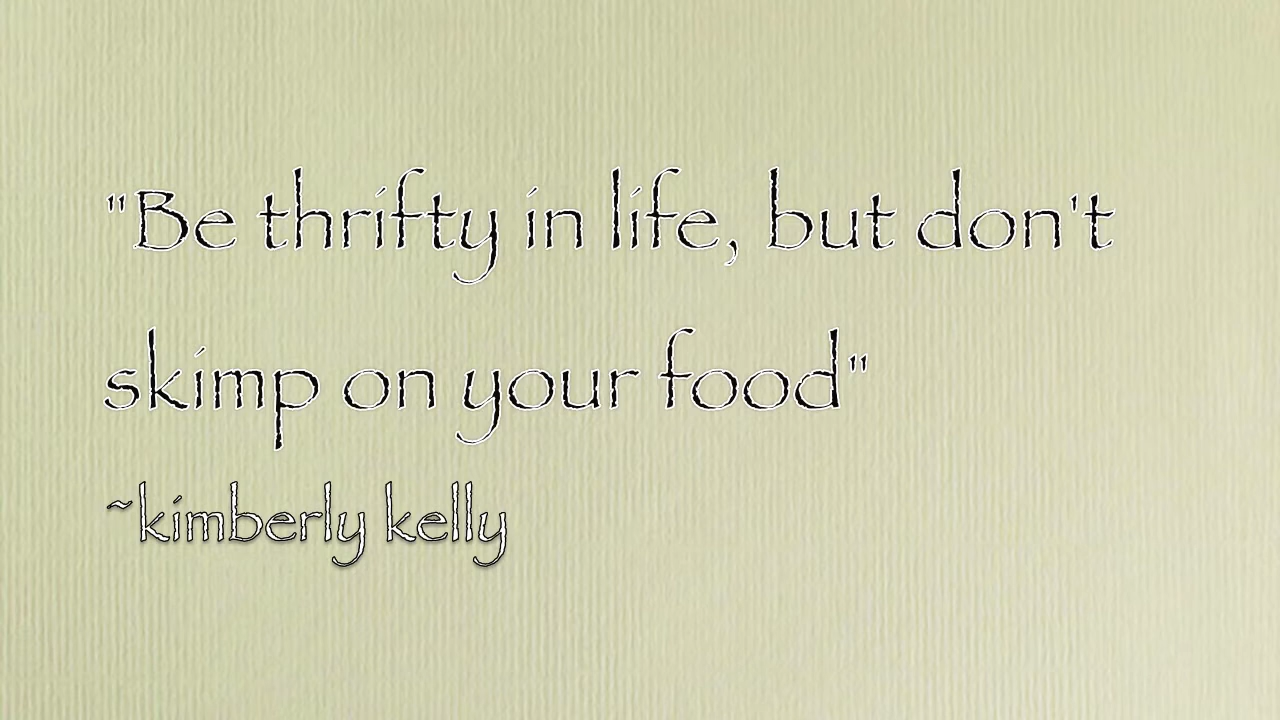 "Be thrifty in life, but don't
skimp on your food"
~kimberly kelly